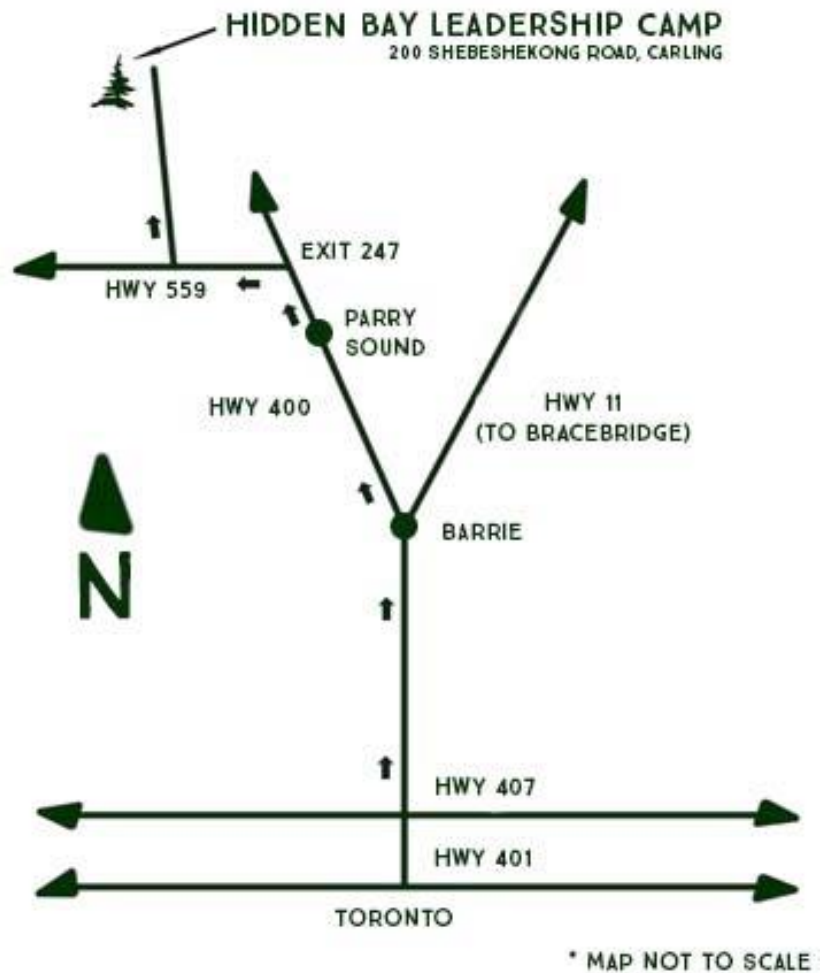 HIDDEN BAY LEADERSHIP CAMP
200 SHEBESHEKONG ROAD, CARLING
EXIT 247
HWY 559
PARRY
SOUND
HWY 400
HWY 11
(TO BRACEBRIDGE)
BARRIE
N
HWY 407
HWY 401
TORONTO
* MAP NOT TO SCALE